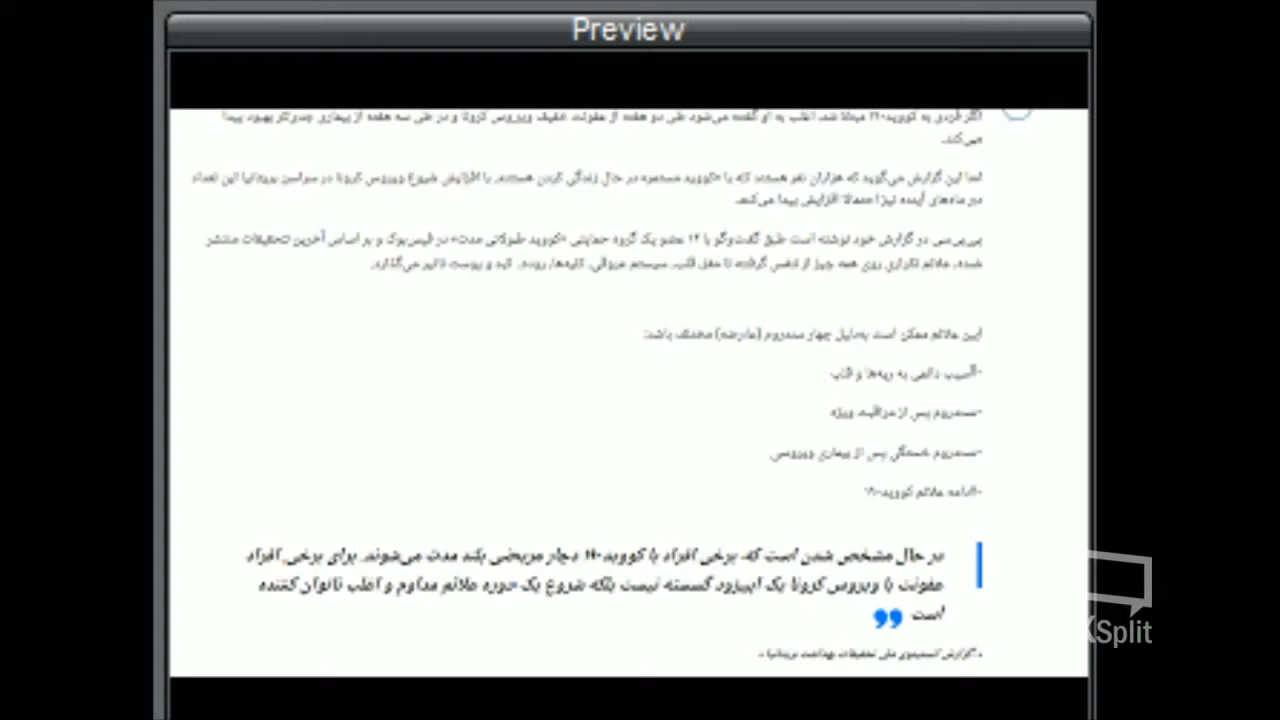 Preview
اگر فردی به کووید-۱۹ مبتلا شد، اغلب به او گفته می‌شود طی دو هفته از عفونت خفیف ویروس کرونا و در طی سه هفته از بیماری جدی‌تر بهبود پیدا
می‌کند.
اما این گزارش می‌گوید که هزاران نفر هستند که با «کووید مستمر» در حال زندگی کردن هستند. با افزایش شیوع ویروس کرونا در سراسر بریتانیا این تعداد
در ماه‌های آینده نیز احتمالا افزایش پیدا می‌کند.
بی‌بی‌سی در گزارش خود نوشته است طبق گفت‌وگو با ۱۴ عضو یک گروه حمایتی «کووید طولانی مدت» در فیس‌بوک و بر اساس آخرین تحقیقات منتشر
شده، علائم تکراری روی همه چیز از تنفس گرفته تا مغز، قلب، سیستم عروقی، کلیه‌ها، روده، کبد و پوست تاثیر می‌گذارد.
این علائم ممکن است به‌دلیل چهار سندروم (عارضه) مختلف باشد:
-آسیب دائمی به ریه‌ها و قلب
-سندروم پس از مراقبت ویژه
-سندروم خستگی پس از بیماری ویروسی
-ادامه علائم کووید-۱۹
در حال مشخص شدن است که، برخی افراد با کووید-۱۹ دچار مریضی بلند مدت می‌شوند. برای برخی افراد
عفونت با ویروس کرونا یک اپیزود گسسته نیست بلکه شروع یک دوره علائم مداوم و اغلب ناتوان کننده
است
گزارش انستیتوی ملی تحقیقات بهداشت بریتانیا
XSplit